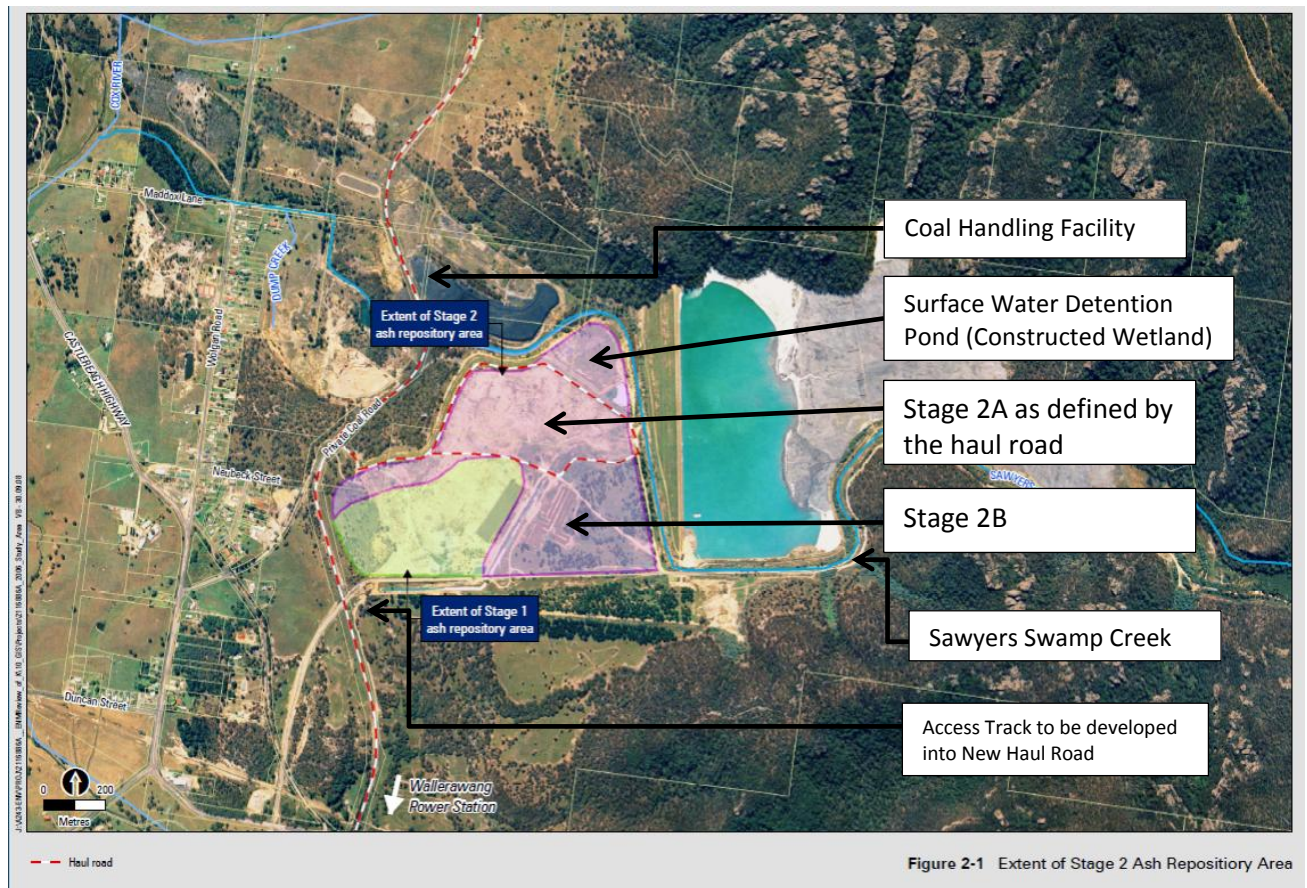 COX RIVER
Maddox Lane
DUMP CREEK
Wolgan Road
CASTLEREAGH HIGHWAY
Private Coal Road
Neubeck Street
Duncan Street
Extent of Stage 2
ash repository area
Extent of Stage 1
ash repository area
Coal Handling Facility
Surface Water Detention
Pond (Constructed Wetland)
Stage 2A as defined by
the haul road
SAWYERS
Stage 2B
Sawyers Swamp Creek
Access Track to be developed
into New Haul Road
Wallerawang
Power Station
0 200
Metres
Haul road
Figure 2-1 Extent of Stage 2 Ash Repositiory Area